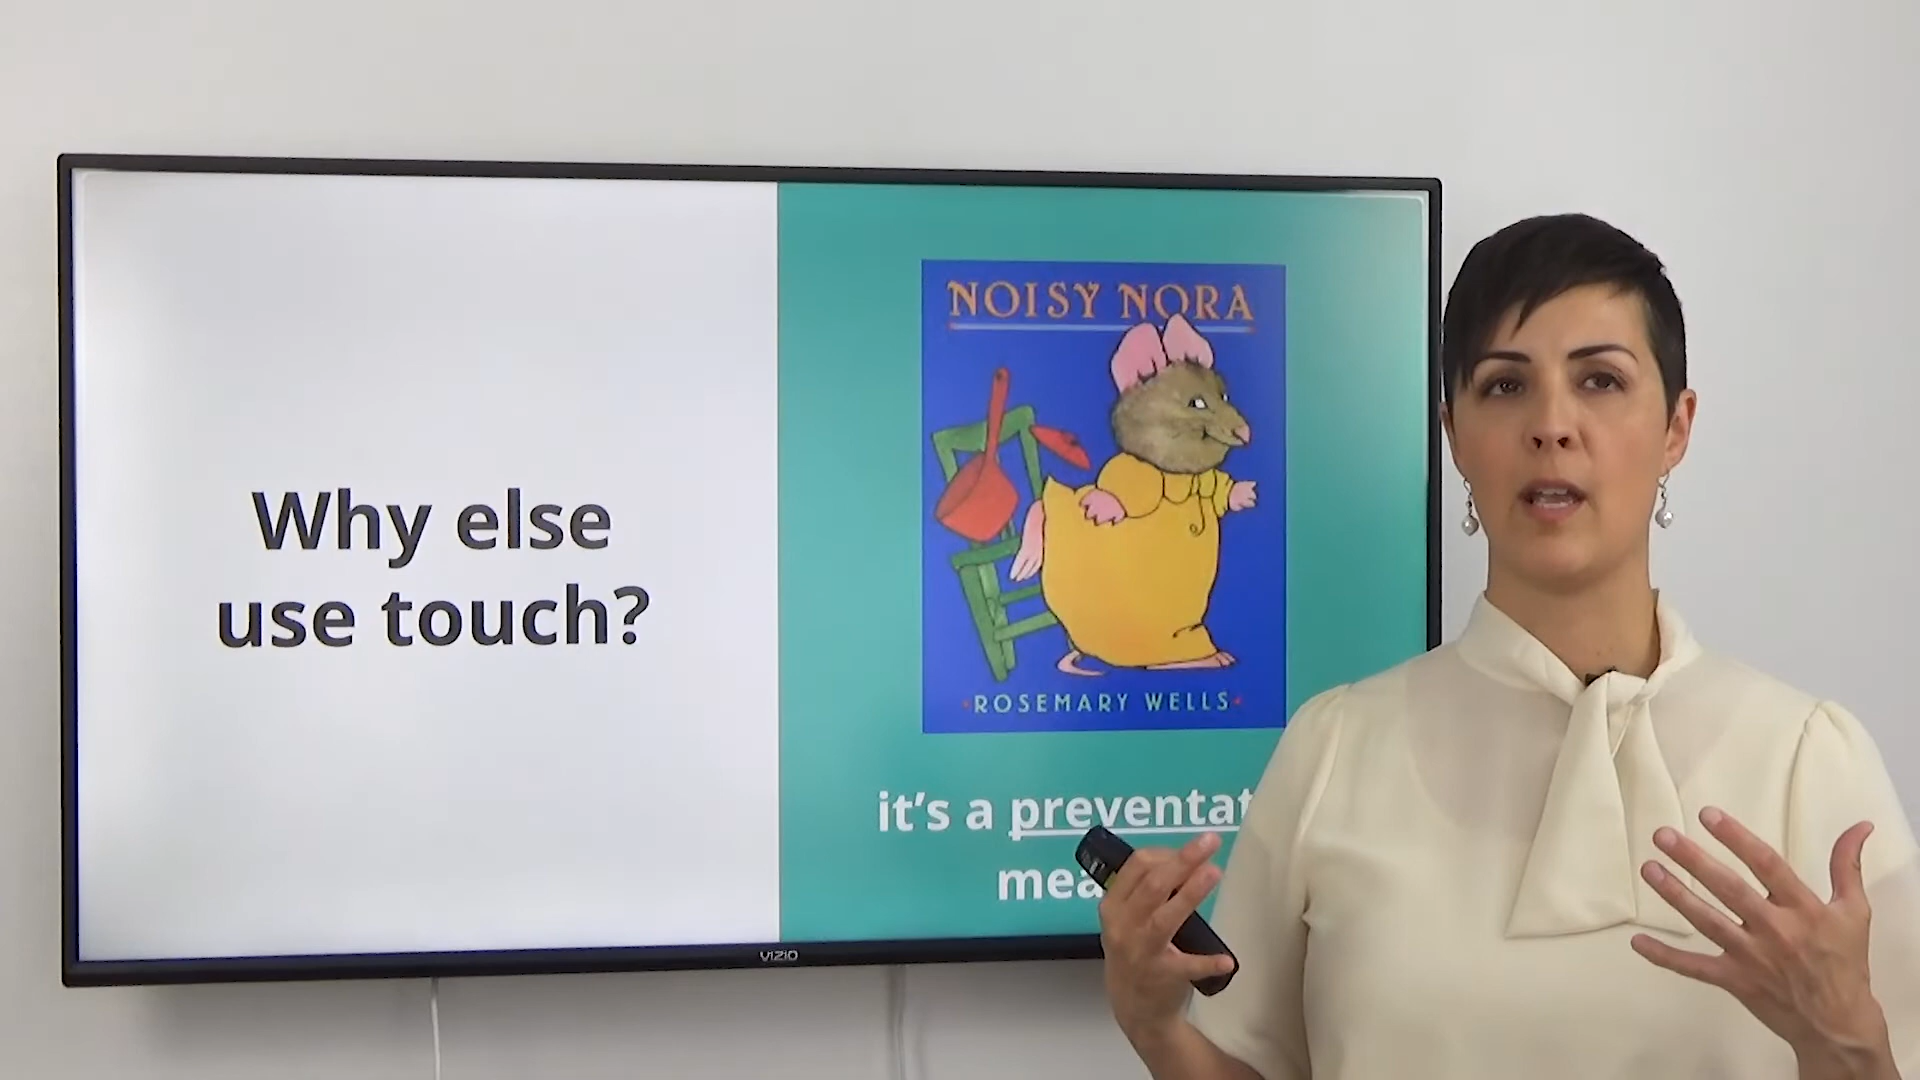 Why else
use touch?
NOISY NORA
ROSEMARY WELLS
it's a
VIZIO